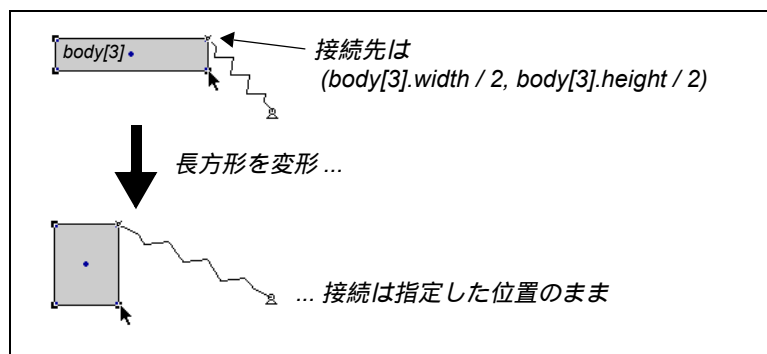 body[3]
接続先は
(body[3].width / 2, body[3].height / 2)
長方形を変形 ...
... 接続は指定した位置のまま